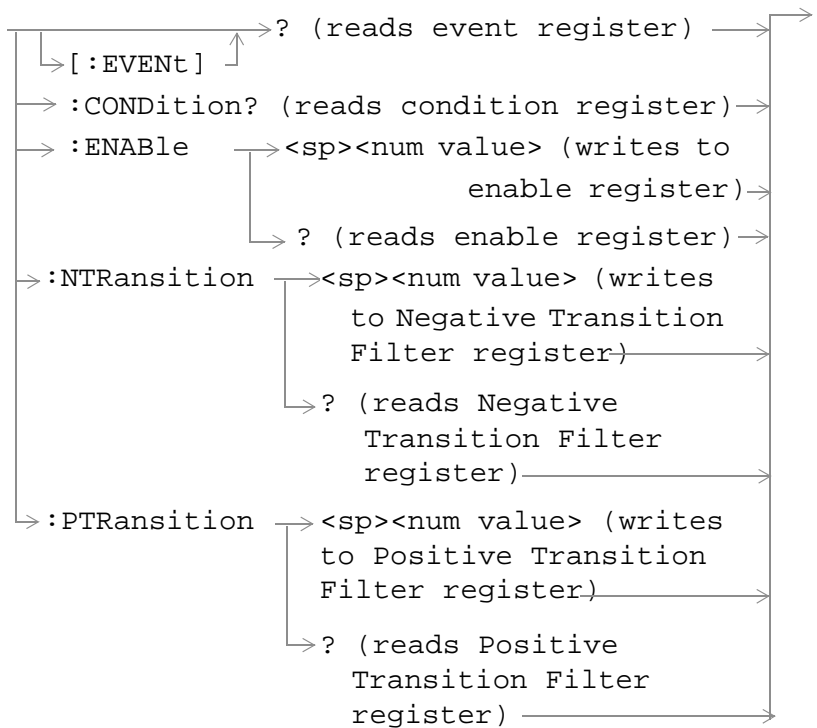 ? (reads event register)
[:EVENt]
:CONDition? (reads condition register)
:ENABle <sp><num value> (writes to
enable register)
? (reads enable register)
:NTRansition <sp><num value> (writes
to Negative Transition
Filter register)
? (reads Negative
Transition Filter
register)
:PTRansition <sp><num value> (writes
to Positive Transition
Filter register)
? (reads Positive
Transition Filter
register)